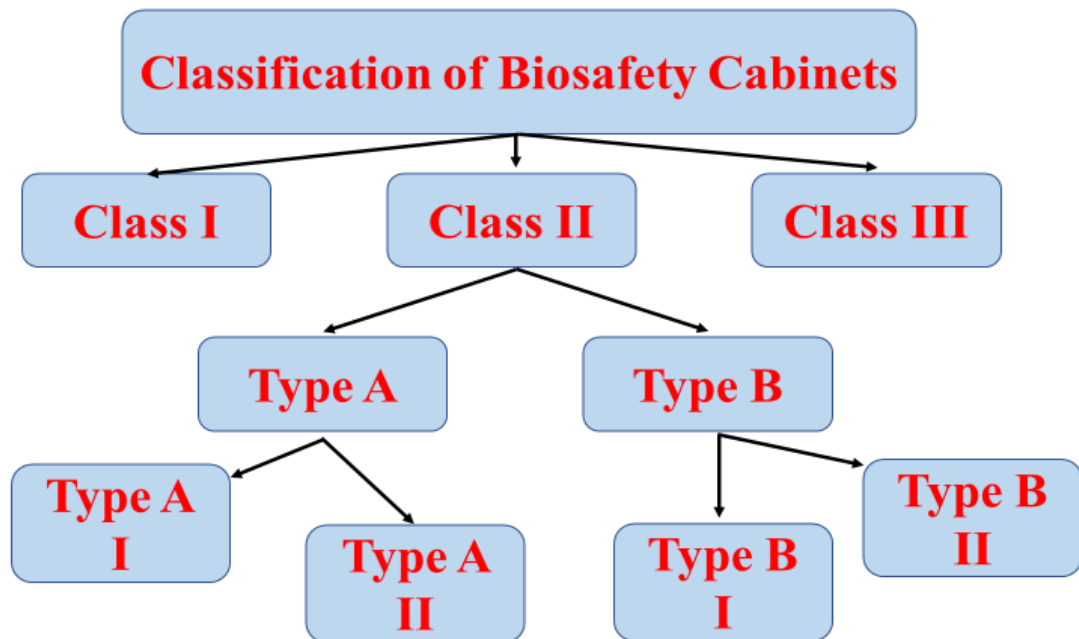 Classification of Biosafety Cabinets
Class I
Class II
Class III
Type A
Type B
Type A
I
Type A
II
Type B
I
Type B
II